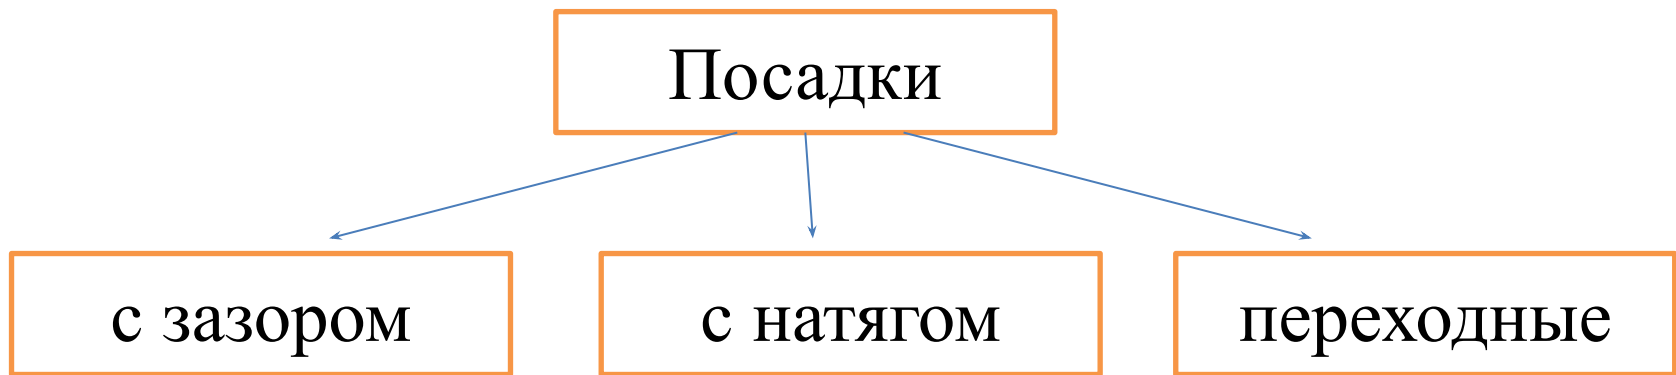 Посадки
с зазором
с натягом
переходные